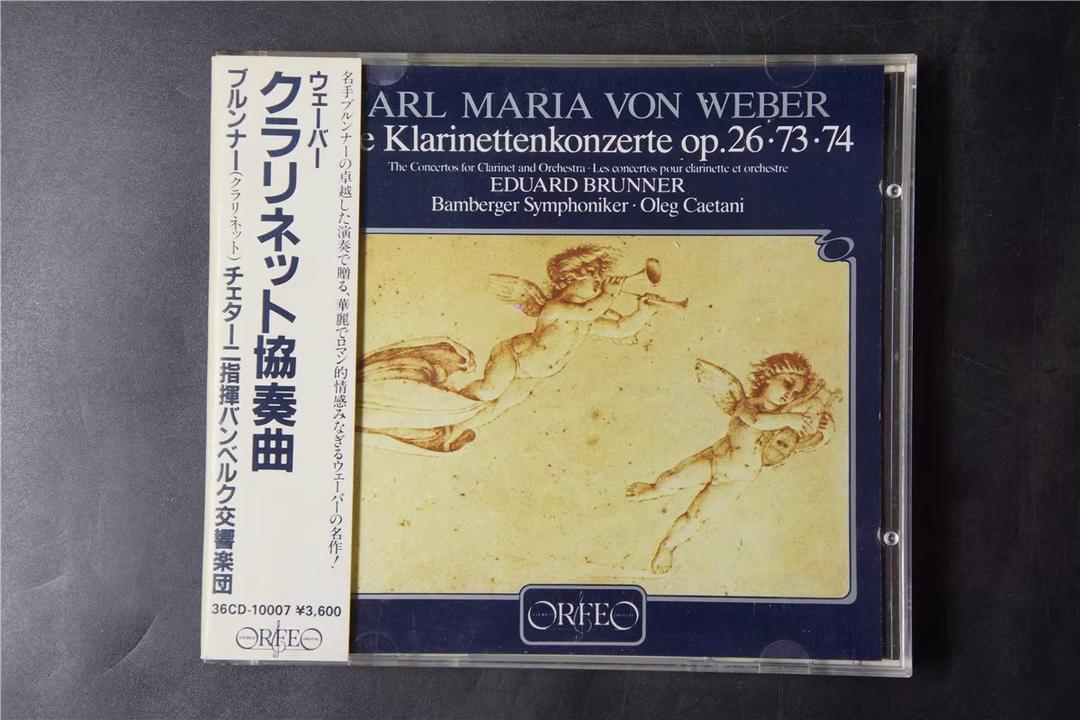 名手ブルンナーの卓越した演奏で贈る、華麗でロマン的情感みなぎるウェーバーの名作!
ウェーバー
クラリネット協奏曲
ブルンナー(クラリネット) チェターニ指揮バンベルク交響楽団
36CD-10007 ¥3,600
STEREO ORFEO DIGITAL
ARL MARIA VON WEBER
e Klarinettenkonzerte op.26·73·74
The Concertos for Clarinet and Orchestra · Les concertos pour clarinette et orchestre
EDUARD BRUNNER
Bamberger Symphoniker · Oleg Caetani
STEREO ORFEO DIGITAL